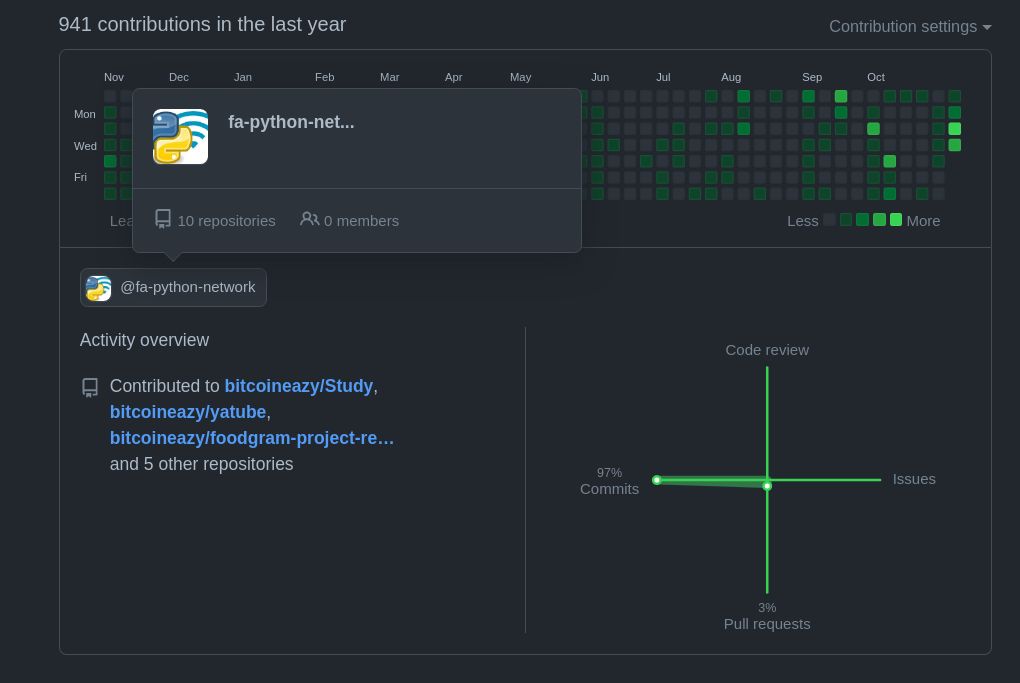 941 contributions in the last year
Contribution settings
Nov Dec Jan Feb Mar Apr May Jun Jul Aug Sep Oct
Mon
Wed
Fri
fa-python-net...
10 repositories 0 members
Less More
@fa-python-network
Activity overview
Contributed to bitcoineazy/Study,
bitcoineazy/yatube,
bitcoineazy/foodgram-project-re…
and 5 other repositories
Code review
97%
Commits
Issues
3%
Pull requests